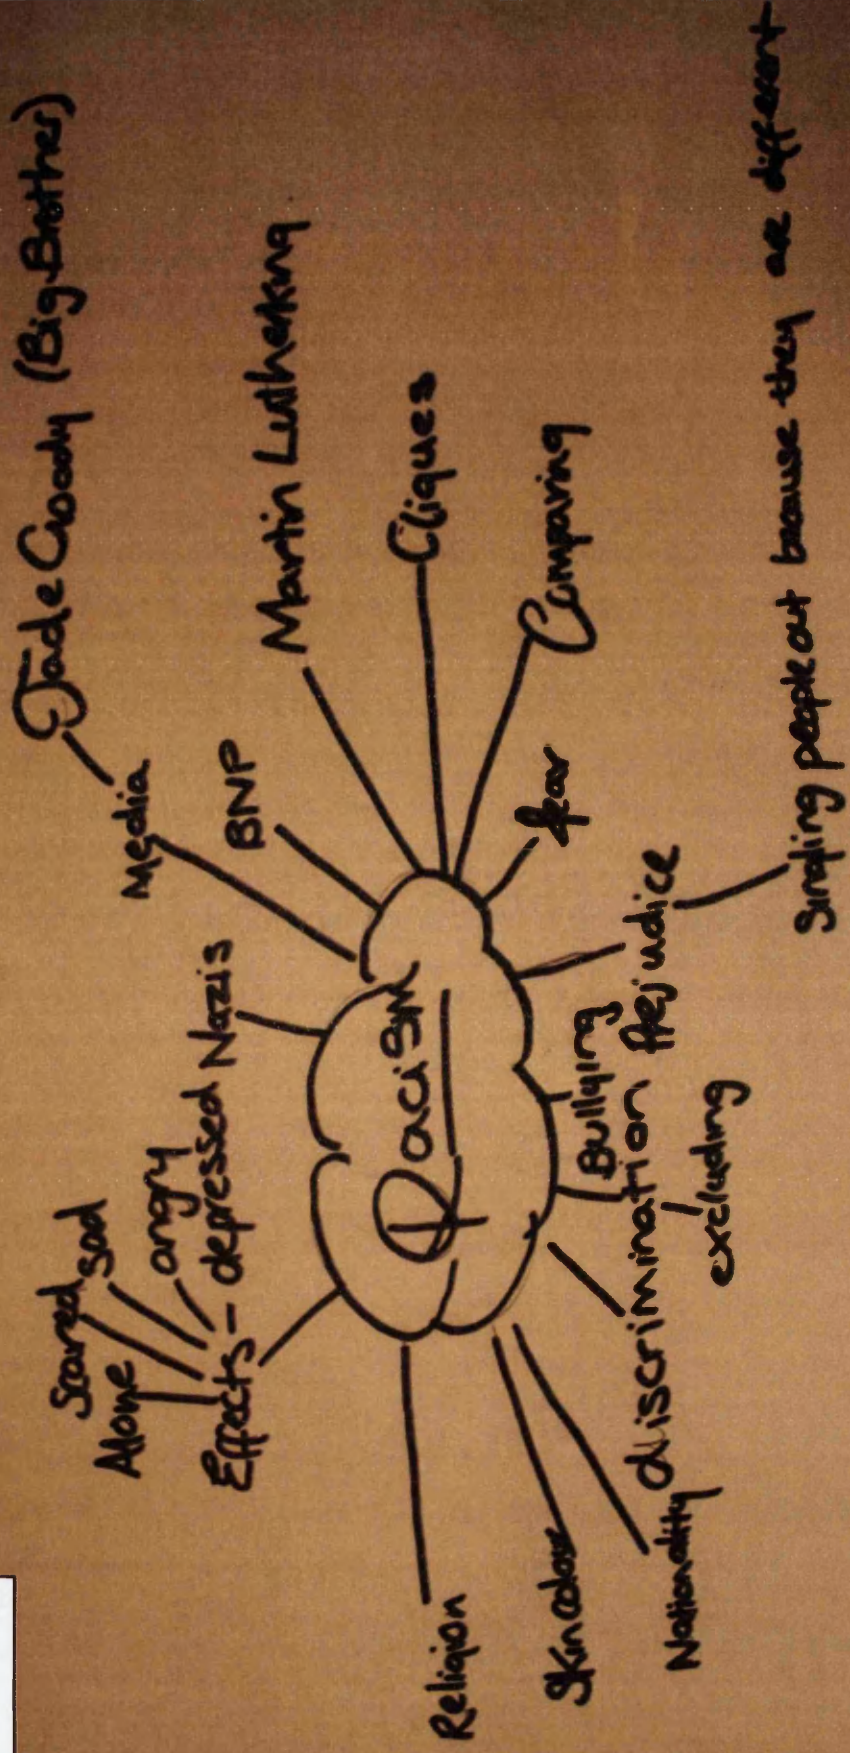 Racism
Media
Jade Goody (Big Brother)
BNP
Martin Luther king
Cliques
Comparing
fear
Prejudice
Singling people out because they are different
Bullying
discrimination
excluding
Nationality
Skin colour
Religion
Effects - depressed
Alone
Scared
sad
angry
Nazis